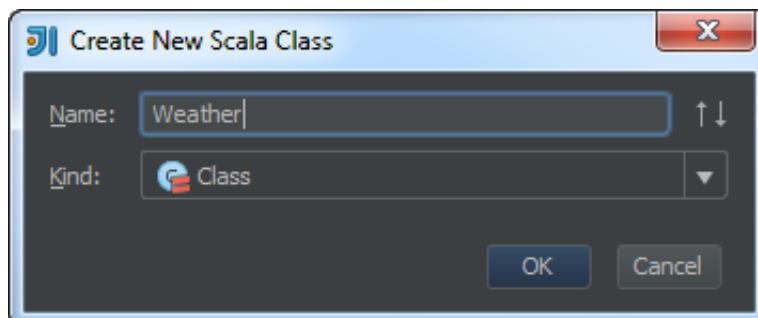 Create New Scala Class
Name: Weather
Kind: Class
OK Cancel